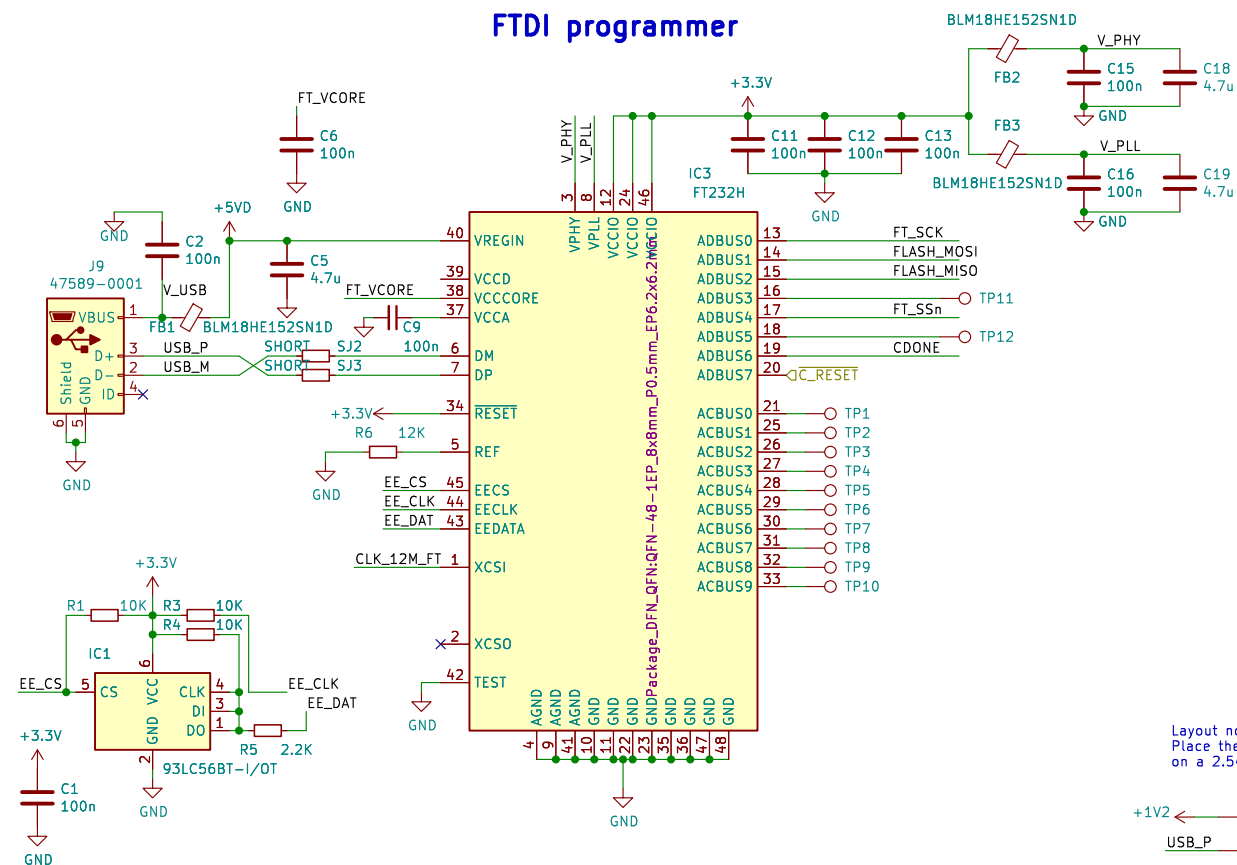 FTDI programmer
BLM18HE152SN1D
V_PHY
FB2
C15
100n
C18
4.7u
GND
+3.3V
FT_VCORE
C6
100n
GND
V_PHY
V_PLL
C11
100n
C12
100n
C13
100n
GND
FB3
BLM18HE152SN1D
V_PLL
C16
100n
C19
4.7u
GND
IC3
FT232H
3
8
12
24
46
VPHY
VPLL
VCCIO
VCCIO
VCCIO
+5VD
GND
C2
100n
C5
4.7u
GND
J9
47589-0001
V_USB
FB1
BLM18HE152SN1D
VBUS
1
D+
3
D-
2
ID
4
Shield
GND
6
5
GND
USB_P
USB_M
SHORT
SJ2
SHORT
SJ3
FT_VCORE
C9
100n
+3.3V
R6
12K
GND
EE_CS
EE_CLK
EE_DAT
CLK_12M_FT
GND
40
VREGIN
39
VCCD
38
VCCCORE
37
VCCA
6
DM
7
DP
34
RESET
5
REF
45
EECS
44
EECLK
43
EEDATA
1
XCSI
2
XCSO
42
TEST
Package_DFN_QFN:QFN-48-1EP_8x8mm_P0.5mm_EP6.2x6.2mm
ADBUS0
13
FT_SCK
ADBUS1
14
FLASH_MOSI
ADBUS2
15
FLASH_MISO
ADBUS3
16
TP11
ADBUS4
17
FT_SSn
ADBUS5
18
TP12
ADBUS6
19
CDONE
ADBUS7
20
C_RESET
ACBUS0
21
TP1
ACBUS1
25
TP2
ACBUS2
26
TP3
ACBUS3
27
TP4
ACBUS4
28
TP5
ACBUS5
29
TP6
ACBUS6
30
TP7
ACBUS7
31
TP8
ACBUS8
32
TP9
ACBUS9
33
TP10
AGND
AGND
AGND
GND
GND
GND
GND
GND
GND
GND
GND
4
9
41
10
11
22
23
35
36
47
48
GND
+3.3V
R1
10K
R3
10K
R4
10K
IC1
6
EE_CS
5
CS
VCC
GND
CLK
4
DI
3
DO
1
EE_CLK
EE_DAT
R5
2.2K
2
93LC56BT-I/OT
GND
+3.3V
C1
100n
GND
Layout
Place the
on a
+1V2
USB_P